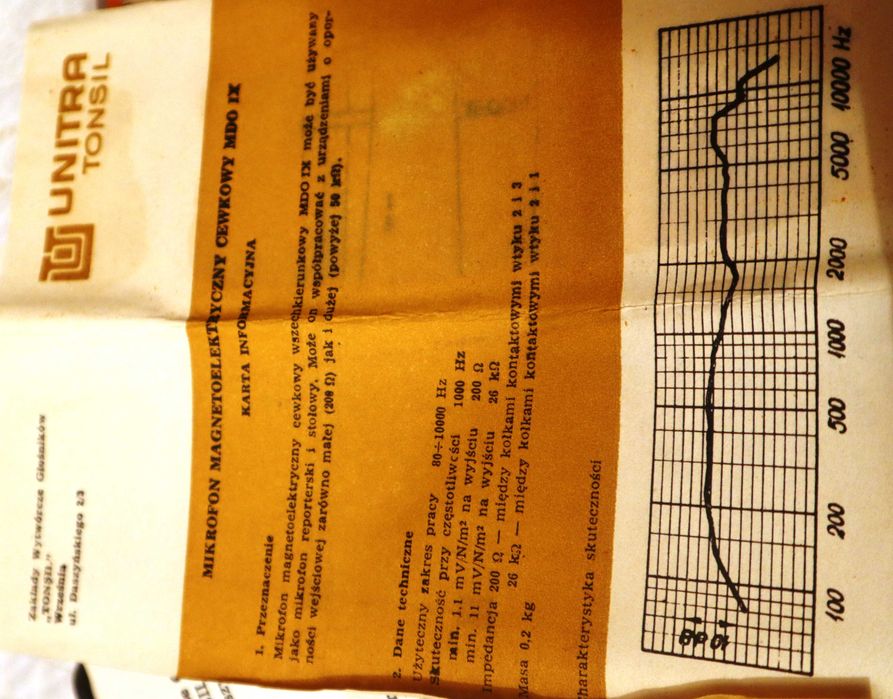 UNITRA
TONSIL
Zakłady Wytwórcze Głośników
„TONSIL”
Września
ul. Daszyńskiego 2/3
MIKROFON MAGNETOELEKTRYCZNY CEWKOWY MDO IX
KARTA INFORMACYJNA
1. Przeznaczenie
Mikrofon magnetoelektryczny cewkowy wszechkierunkowy MDO IX może być używany
jako mikrofon reporterski i stołowy. Może on współpracować z urządzeniami o opor-
ności wejściowej zarówno małej (200 Ω) jak i dużej (powyżej 50 kΩ).
2. Dane techniczne
Użyteczny zakres pracy 80÷10000 Hz
Skuteczność przy częstotliwości 1000 Hz
min. 1.1 mV/N/m² na wyjściu 200 Ω
min. 11 mV/N/m² na wyjściu 26 kΩ
Impedancja 200 Ω — między kołkami kontaktowymi wtyku 2 i 3
26 kΩ — między kołkami kontaktowymi wtyku 2 i 1
Masa 0,2 kg
harakterystyka skuteczności
10 dB
100 200 500 1000 2000 5000 10000 Hz